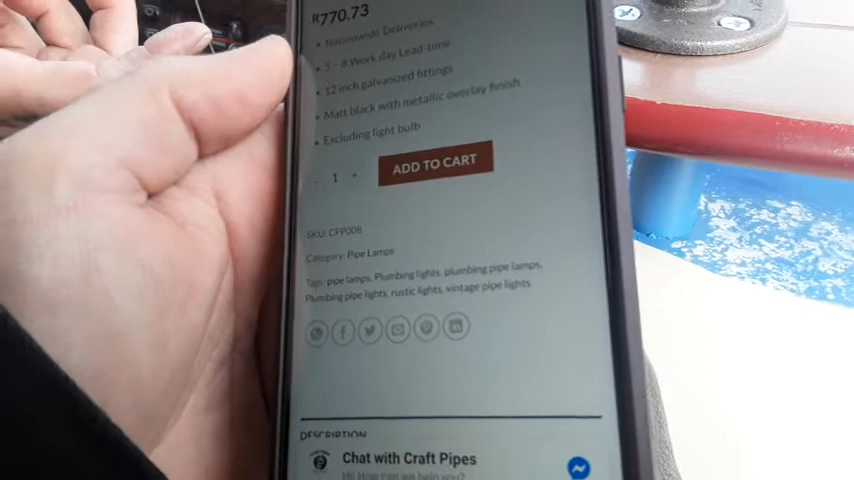 R770.73
Nationwide Deliveries
5 - 8 Work day Lead-time
12 inch galvanized fittings
Matt black with metallic overlay finish
Excluding light bulb
- 1 +
ADD TO CART
SKU: CPP008
Category: Pipe Lamps
Tags: pipe lamps, Plumbing lights, plumbing pipe lamps,
Plumbing pipe lights, rustic lights, vintage pipe lights
DESCRIPTION
Chat with Craft Pipes
Hi How can we help you?